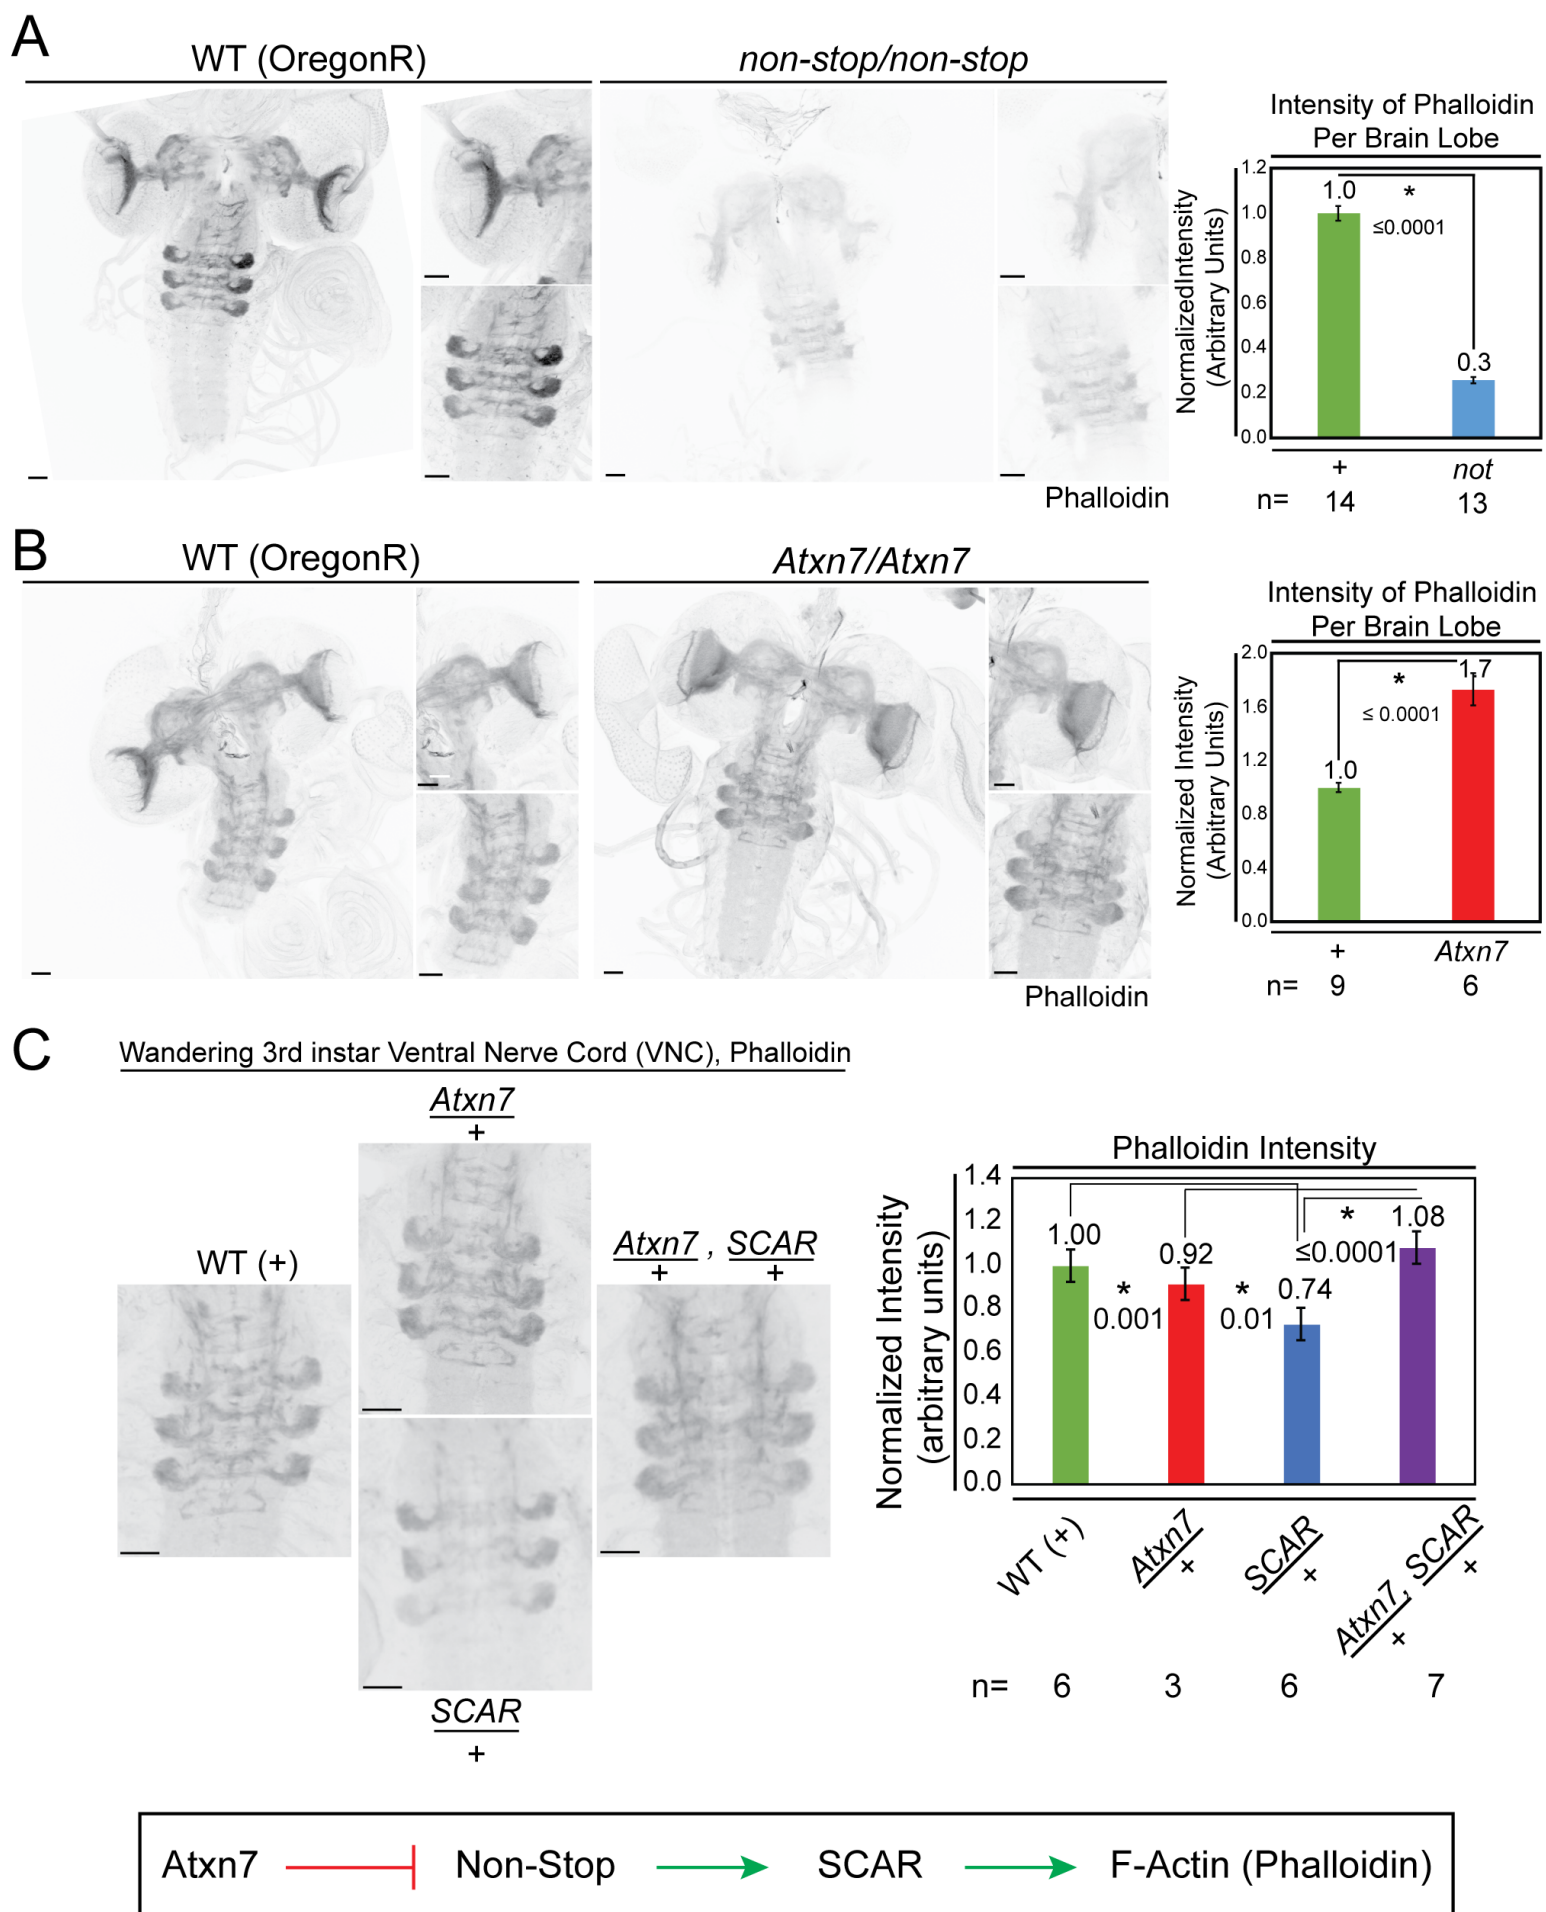 A
WT (OregonR)
non-stop/non-stop
Phalloidin
Intensity of Phalloidin
Per Brain Lobe
NormalizedIntensity
(Arbitrary Units)
1.2
1.0
0.8
0.6
0.4
0.2
0.0
1.0
*
≤0.0001
0.3
+
not
n=
14
13
B
WT (OregonR)
Atxn7/Atxn7
Phalloidin
Intensity of Phalloidin
Per Brain Lobe
Normalized Intensity
(Arbitrary Units)
2.0
1.6
1.2
0.8
0.4
0.0
1.0
*
≤ 0.0001
1.7
+
Atxn7
n=
9
6
C
Wandering 3rd instar Ventral Nerve Cord (VNC), Phalloidin
Atxn7
+
WT (+)
Atxn7 , SCAR
+ +
SCAR
+
Phalloidin Intensity
Normalized Intensity
(arbitrary units)
1.4
1.2
1.0
0.8
0.6
0.4
0.2
0.0
1.00
*
0.001
0.92
*
0.01
≤0.0001
0.74
*
1.08
WT (+)
Atxn7
+
SCAR
+
Atxn7, SCAR
+ +
n=
6
3
6
7
Atxn7
Non-Stop
SCAR
F-Actin (Phalloidin)